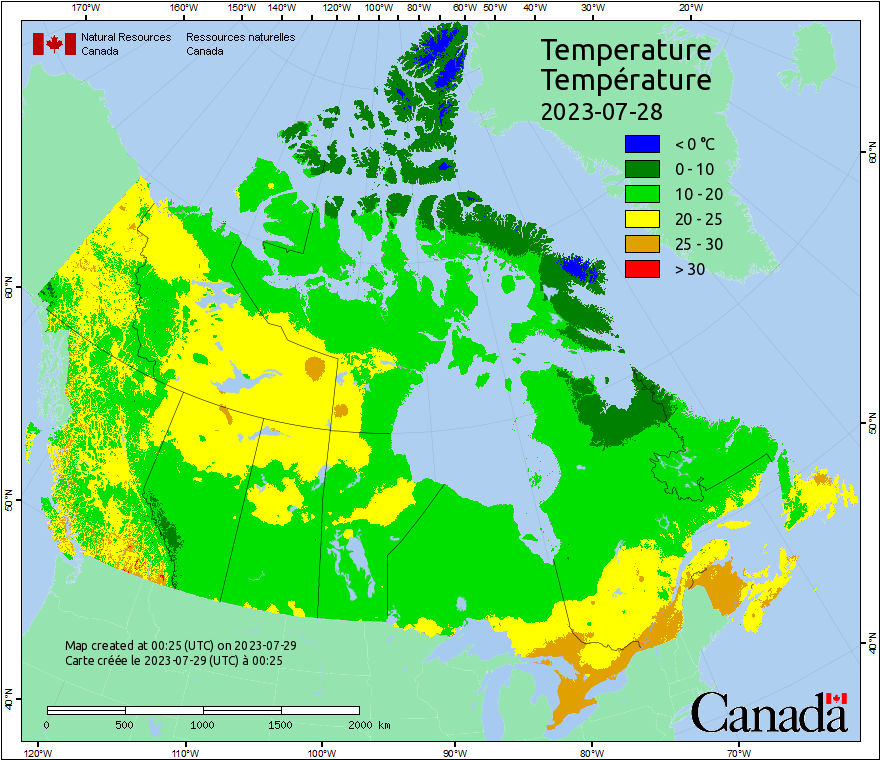 170°W 160°W 150°W 140°W 130°W 120°W 110°W 100°W 80°W 60°W 50°W 40°W 30°W 20°W
Natural Resources Ressources naturelles
Canada Canada
Temperature
Température
2023-07-28
< 0 °C
0 - 10
10 - 20
20 - 25
25 - 30
> 30
60°N
60°N
50°N
50°N
40°N
40°N
Map created at 00:25 (UTC) on 2023-07-29
Carte créée le 2023-07-29 (UTC) à 00:25
0 500 1000 1500 2000 km
Canada
120°W 110°W 100°W 90°W 80°W 70°W